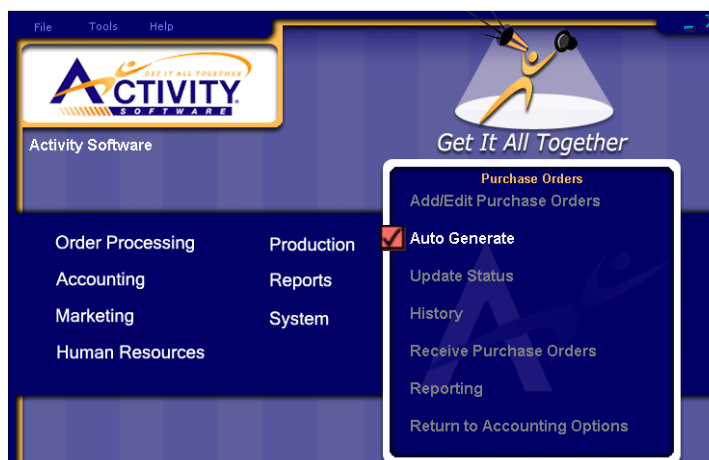 File Tools Help
GET IT ALL TOGETHER
ACTIVITY
SOFTWARE
Activity Software
Get It All Together
Purchase Orders
Add/Edit Purchase Orders
Auto Generate
Update Status
History
Receive Purchase Orders
Reporting
Return to Accounting Options
Order Processing
Accounting
Marketing
Human Resources
Production
Reports
System